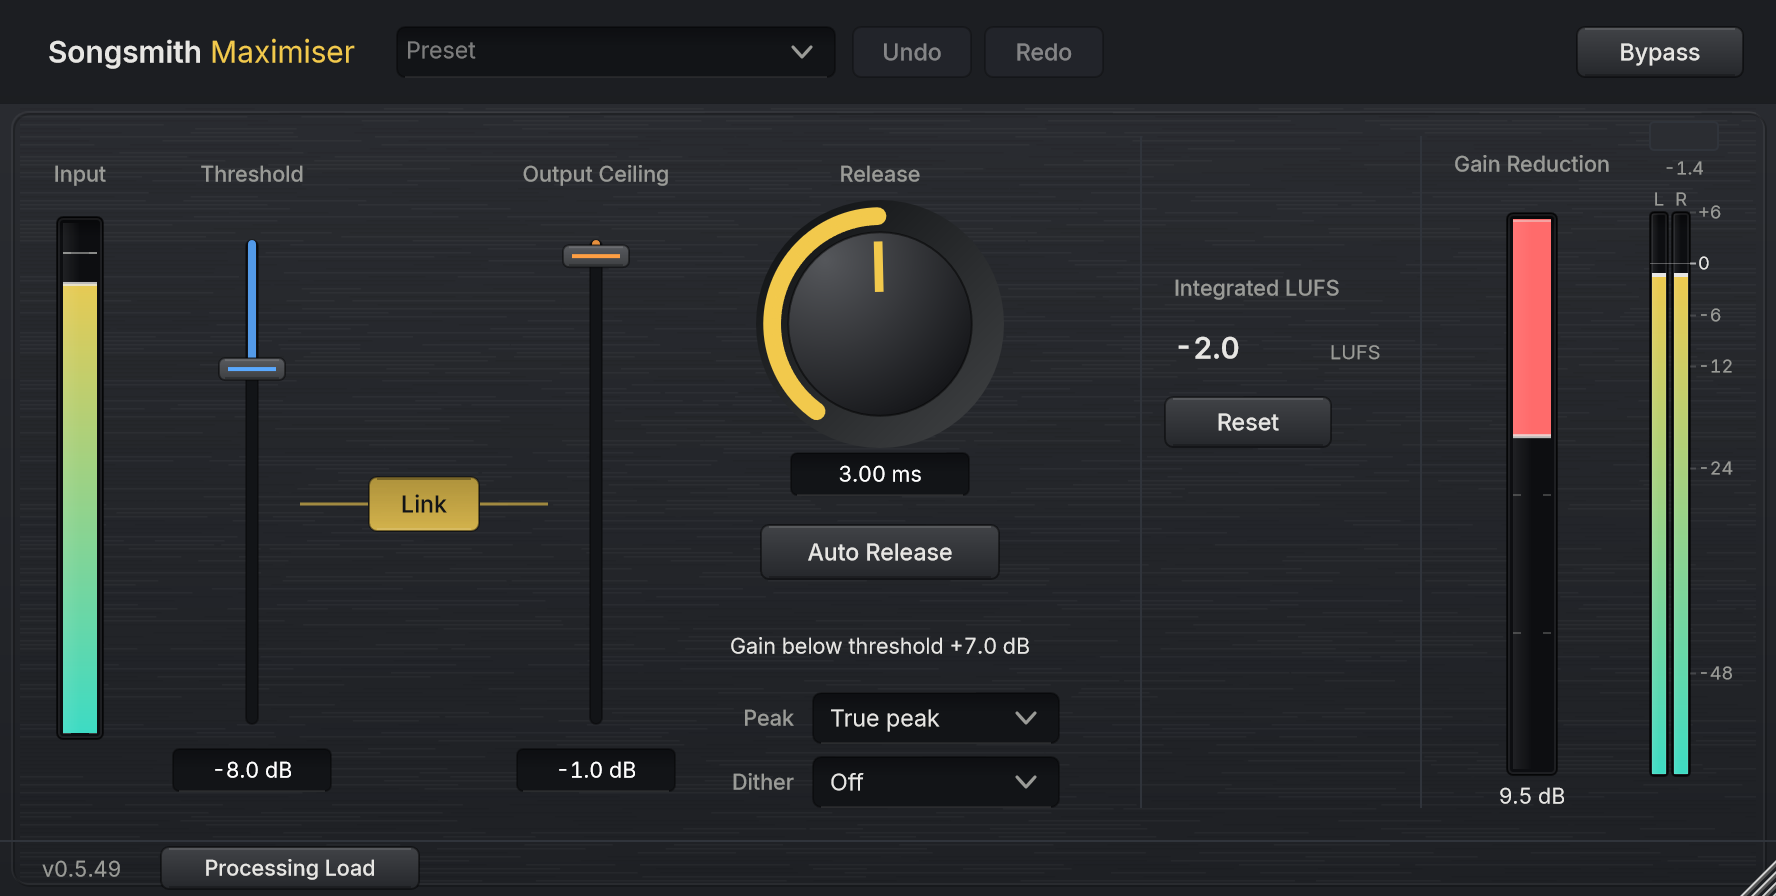 Songsmith Maximiser
Preset
Undo
Redo
Bypass
Input
Threshold
Output Ceiling
Release
Gain Reduction
-1.4
L R
+6
0
-6
-12
-24
-48
Integrated LUFS
-2.0 LUFS
Reset
3.00 ms
Link
Auto Release
Gain below threshold +7.0 dB
Peak True peak
Dither Off
-8.0 dB
-1.0 dB
9.5 dB
v0.5.49
Processing Load